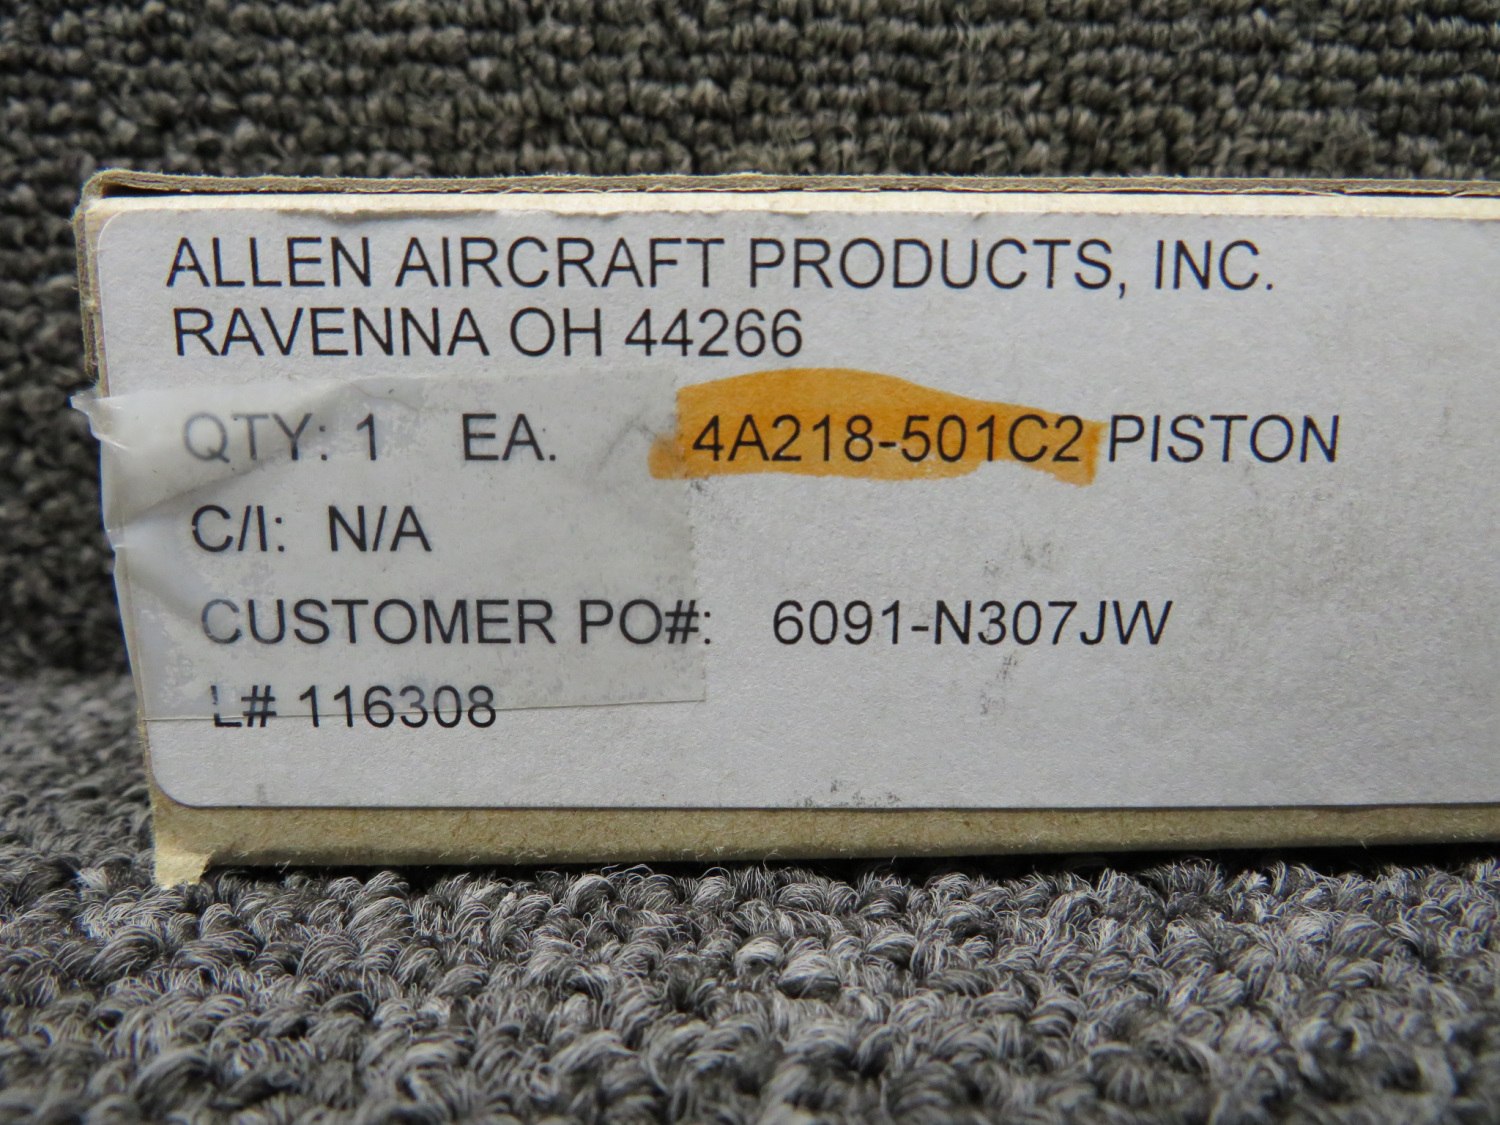 ALLEN AIRCRAFT PRODUCTS, INC.
RAVENNA OH 44266
QTY: 1 EA. 4A218-501C2 PISTON
C/I: N/A
CUSTOMER PO#: 6091-N307JW
L# 116308